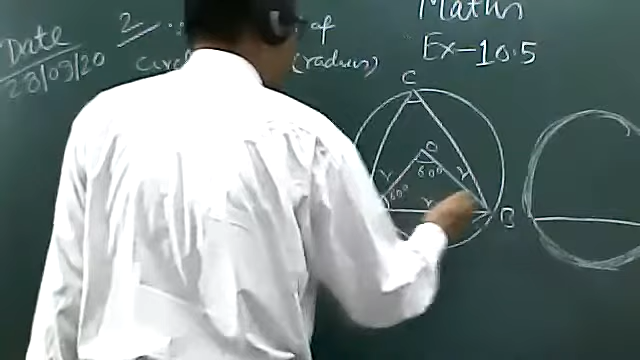 Date
28/09/20
2
of
circle (radius)
Maths
Ex-10.5
C
O
r 60° r
60° r
B